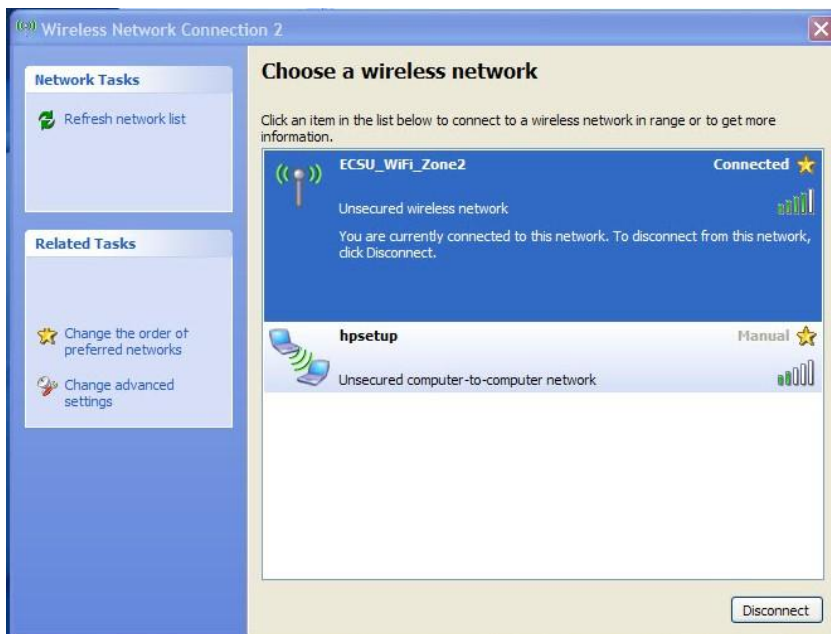 Wireless Network Connection 2
Network Tasks
Refresh network list
Related Tasks
Change the order of
preferred networks
Change advanced
settings
Choose a wireless network
Click an item in the list below to connect to a wireless network in range or to get more
information.
ECSU_WiFi_Zone2 Connected
Unsecured wireless network
You are currently connected to this network. To disconnect from this network,
click Disconnect.
hpsetup Manual
Unsecured computer-to-computer network
Disconnect